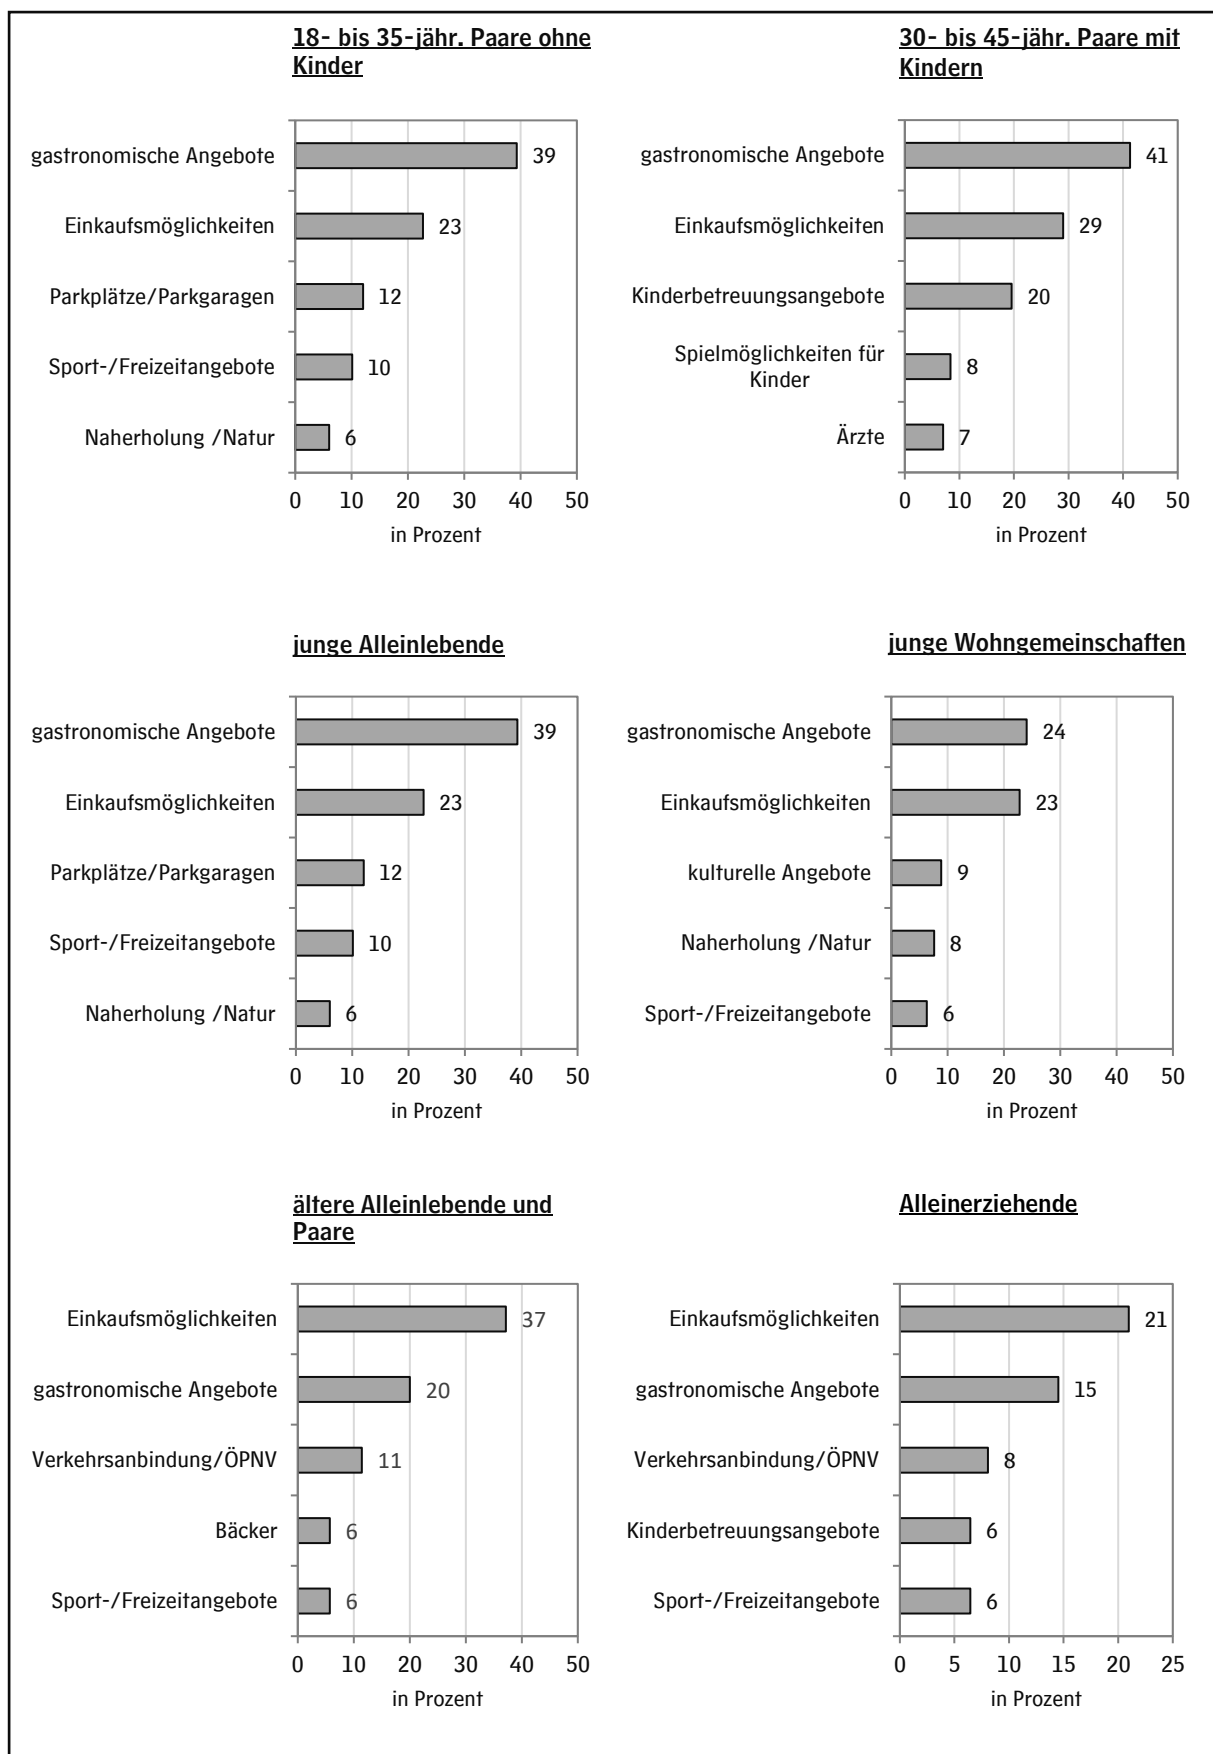 18- bis 35-jähr. Paare ohne
Kinder
gastronomische Angebote
39
Einkaufsmöglichkeiten
23
Parkplätze/Parkgaragen
12
Sport-/Freizeitangebote
10
Naherholung /Natur
6
0 10 20 30 40 50
in Prozent
30- bis 45-jähr. Paare mit
Kindern
gastronomische Angebote
41
Einkaufsmöglichkeiten
29
Kinderbetreuungsangebote
20
Spielmöglichkeiten für
Kinder
8
Ärzte
7
0 10 20 30 40 50
in Prozent
junge Alleinlebende
gastronomische Angebote
39
Einkaufsmöglichkeiten
23
Parkplätze/Parkgaragen
12
Sport-/Freizeitangebote
10
Naherholung /Natur
6
0 10 20 30 40 50
in Prozent
junge Wohngemeinschaften
gastronomische Angebote
24
Einkaufsmöglichkeiten
23
kulturelle Angebote
9
Naherholung /Natur
8
Sport-/Freizeitangebote
6
0 10 20 30 40 50
in Prozent
ältere Alleinlebende und
Paare
Einkaufsmöglichkeiten
37
gastronomische Angebote
20
Verkehrsanbindung/ÖPNV
11
Bäcker
6
Sport-/Freizeitangebote
6
0 10 20 30 40 50
in Prozent
Alleinerziehende
Einkaufsmöglichkeiten
21
gastronomische Angebote
15
Verkehrsanbindung/ÖPNV
8
Kinderbetreuungsangebote
6
Sport-/Freizeitangebote
6
0 5 10 15 20 25
in Prozent